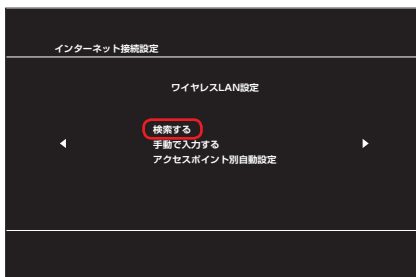 インターネット接続設定
ワイヤレスLAN設定
検索する
手動で入力する
アクセスポイント別自動設定